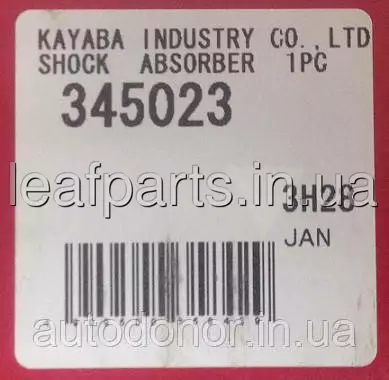 KAYABA INDUSTRY CO.,LTD
SHOCK ABSORBER 1PC
345023
leafparts.in.ua
3H28
JAN
autodonor.in.ua